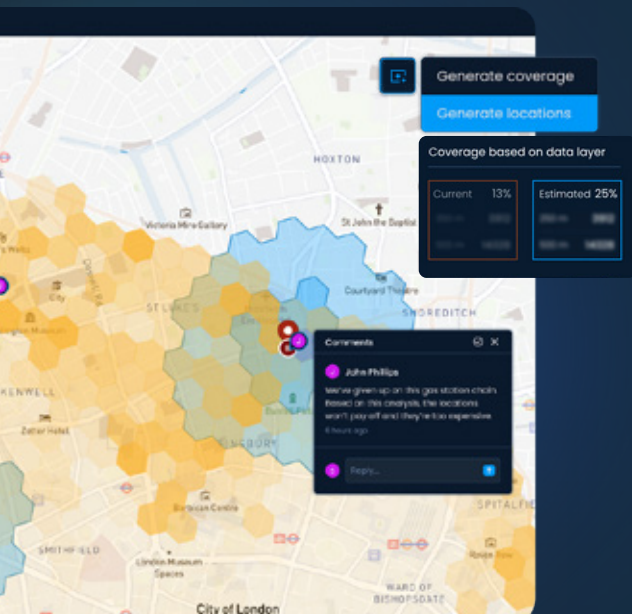 Generate coverage
Generate locations
Coverage based on data layer
Current 13%
Estimated 25%
HOXTON
Victoria Miro Gallery
St John the Baptist
City
ST LUKE'S
Courtyard Theatre
SHOREDITCH
Comments
John Phillips
We've given up on this gas station chain.
Based on this analysis, the locations
won't pay off and they're too expensive
6 hours ago
Reply...
Zetter Hotel
Barbican Centre
SPITALFIE
SMITHFIELD
London Museum
Spaces
WARD OF
BISHOPSGATE
City of London